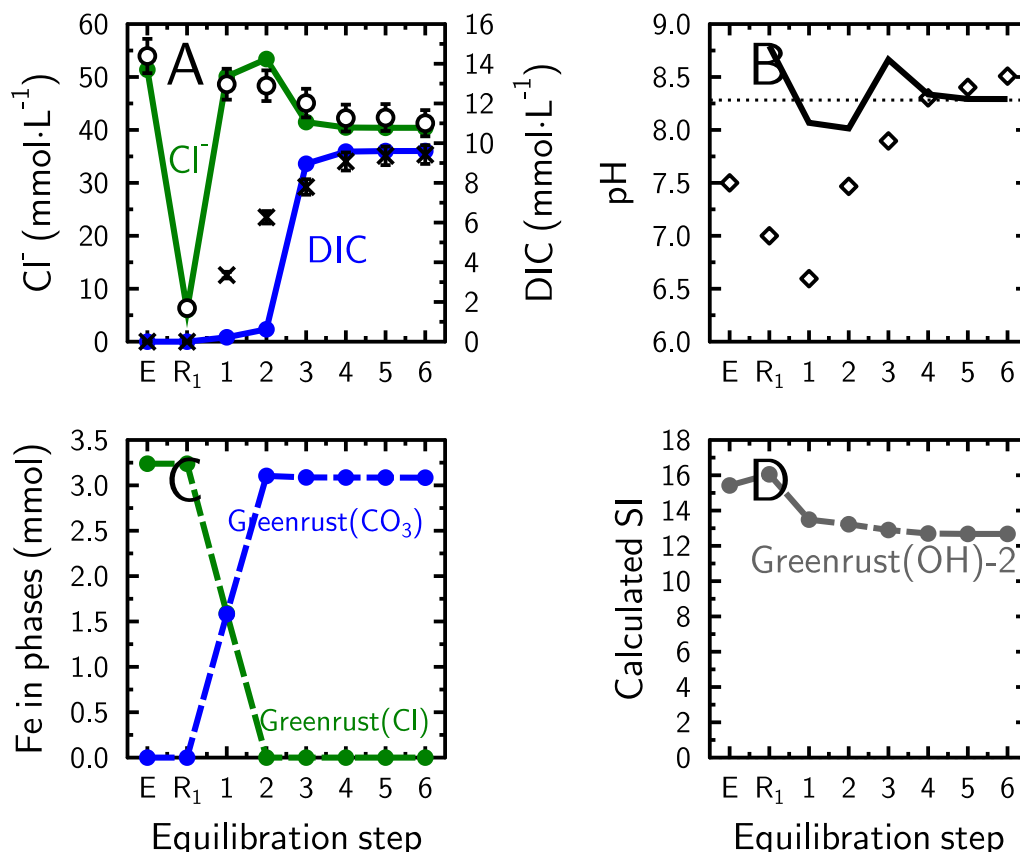 A
Cl⁻ (mmol·L⁻¹)
60
50
40
30
20
10
0
Cl⁻
DIC
16
14
12
10
8
6
4
2
0
DIC (mmol·L⁻¹)
E R₁ 1 2 3 4 5 6
B
pH
8.5
8.0
7.5
7.0
6.5
6.0
E R₁ 1 2 3 4 5 6
C
Fe in phases (mmol)
3.5
3.0
2.5
2.0
1.5
1.0
0.5
0.0
Greenrust(CO₃)
Greenrust(Cl)
E R₁ 1 2 3 4 5 6
Equilibration step
D
Calculated SI
18
16
14
12
10
8
6
4
2
0
Greenrust(OH)-2
E R₁ 1 2 3 4 5 6
Equilibration step